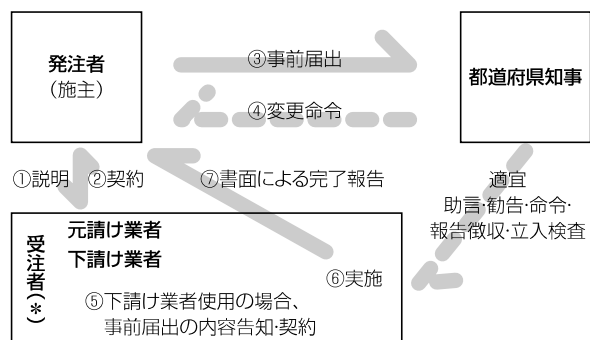 発注者
(施主)
③事前届出
④変更命令
都道府県知事
①説明 ②契約
⑦書面による完了報告
適宜
助言・勧告・命令・
報告徴収・立入検査
受注者(*)
元請け業者
下請け業者
⑥実施
⑤下請け業者使用の場合、
事前届出の内容告知・契約